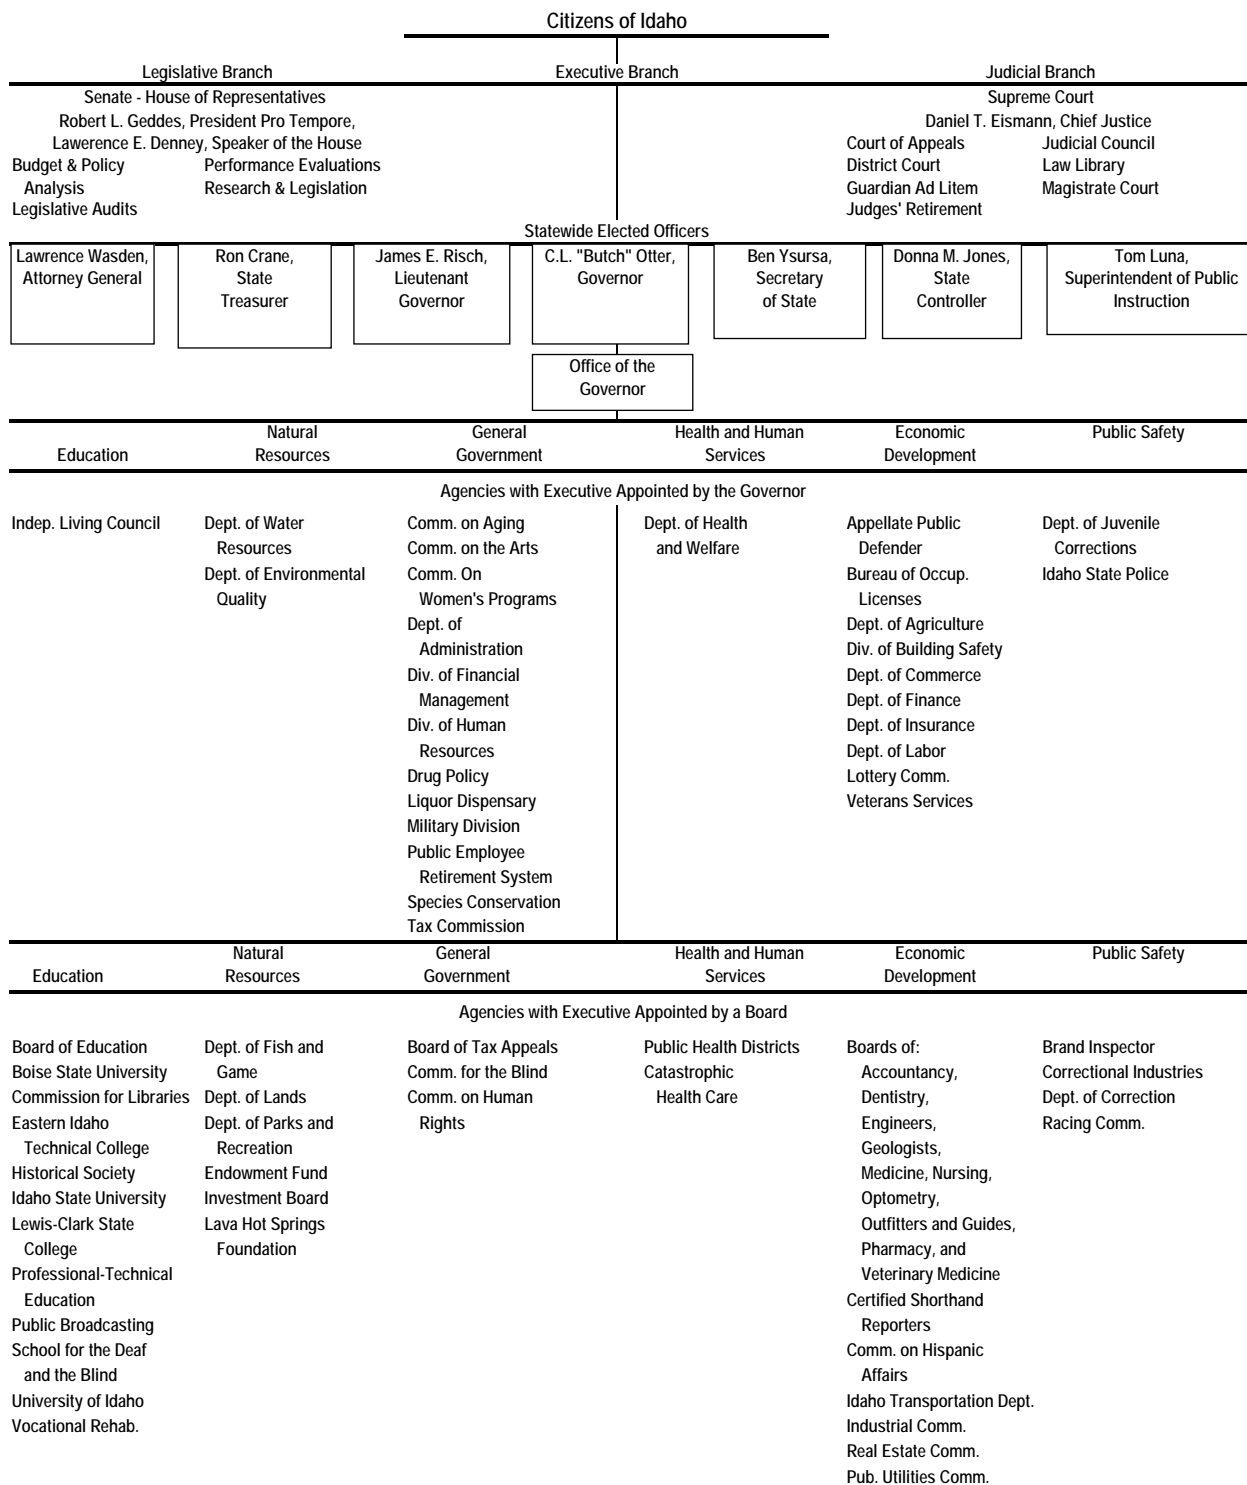 Citizens of Idaho
Legislative Branch
Executive Branch
Judicial Branch
Senate - House of Representatives
Robert L. Geddes, President Pro Tempore,
Lawerence E. Denney, Speaker of the House
Budget & Policy
Analysis
Legislative Audits
Performance Evaluations
Research & Legislation
Supreme Court
Daniel T. Eismann, Chief Justice
Court of Appeals
District Court
Guardian Ad Litem
Judges' Retirement
Judicial Council
Law Library
Magistrate Court
Statewide Elected Officers
Lawrence Wasden,
Attorney General
Ron Crane,
State
Treasurer
James E. Risch,
Lieutenant
Governor
C.L. "Butch" Otter,
Governor
Ben Ysursa,
Secretary
of State
Donna M. Jones,
State
Controller
Tom Luna,
Superintendent of Public
Instruction
Office of the
Governor
Education
Natural
Resources
General
Government
Health and Human
Services
Economic
Development
Public Safety
Agencies with Executive Appointed by the Governor
Indep. Living Council
Dept. of Water
Resources
Dept. of Environmental
Quality
Comm. on Aging
Comm. on the Arts
Comm. On
Women's Programs
Dept. of
Administration
Div. of Financial
Management
Div. of Human
Resources
Drug Policy
Liquor Dispensary
Military Division
Public Employee
Retirement System
Species Conservation
Tax Commission
Dept. of Health
and Welfare
Appellate Public
Defender
Bureau of Occup.
Licenses
Dept. of Agriculture
Div. of Building Safety
Dept. of Commerce
Dept. of Finance
Dept. of Insurance
Dept. of Labor
Lottery Comm.
Veterans Services
Dept. of Juvenile
Corrections
Idaho State Police
Education
Natural
Resources
General
Government
Health and Human
Services
Economic
Development
Public Safety
Agencies with Executive Appointed by a Board
Board of Education
Boise State University
Commission for Libraries
Eastern Idaho
Technical College
Historical Society
Idaho State University
Lewis-Clark State
College
Professional-Technical
Education
Public Broadcasting
School for the Deaf
and the Blind
University of Idaho
Vocational Rehab.
Dept. of Fish and
Game
Dept. of Lands
Dept. of Parks and
Recreation
Endowment Fund
Investment Board
Lava Hot Springs
Foundation
Board of Tax Appeals
Comm. for the Blind
Comm. on Human
Rights
Public Health Districts
Catastrophic
Health Care
Boards of:
Accountancy,
Dentistry,
Engineers,
Geologists,
Medicine, Nursing,
Optometry,
Outfitters and Guides,
Pharmacy, and
Veterinary Medicine
Certified Shorthand
Reporters
Comm. on Hispanic
Affairs
Idaho Transportation Dept.
Industrial Comm.
Real Estate Comm.
Pub. Utilities Comm.
Brand Inspector
Correctional Industries
Dept. of Correction
Racing Comm.